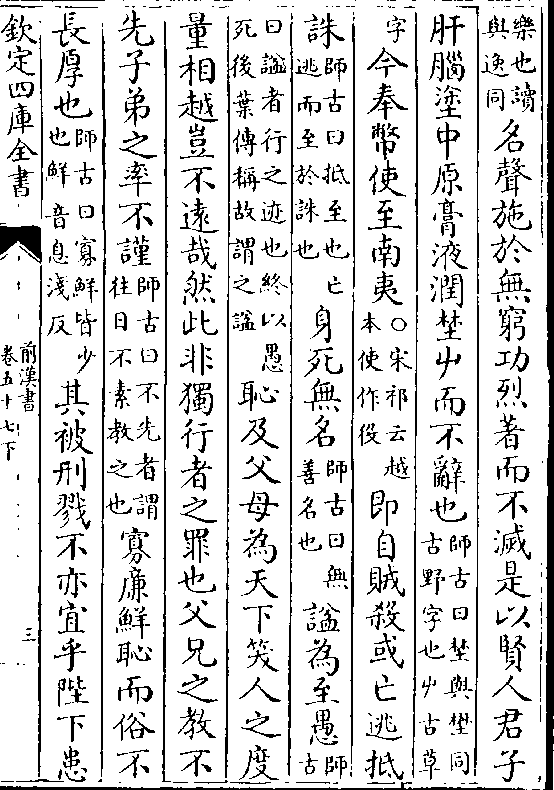 樂也讀與逸同名聲施於無窮功烈著而不滅是以賢人君子
肝腦塗中原膏液潤埜屮而不辭也師古曰埜與壄同古野字也屮古草
字今奉幣使至南夷○宋祁云越本使作役即自賊殺或亡逃抵
誅師古曰抵至也亡逃而至於誅也身死無名師古曰無善名也諡為至愚師古
曰諡者行之迹也終以愚死後葉傳稱故謂之諡恥及父母為天下笑人之度
量相越豈不遠哉然此非獨行者之罪也父兄之教不
先子弟之率不謹師古曰不先者謂往日不素教之也寡廉鮮恥而俗不
長厚也師古曰寡鮮皆少也鮮音息淺反其被刑戮不亦宜乎陛下患
欽定四庫全書
前漢書
卷五十七下
三